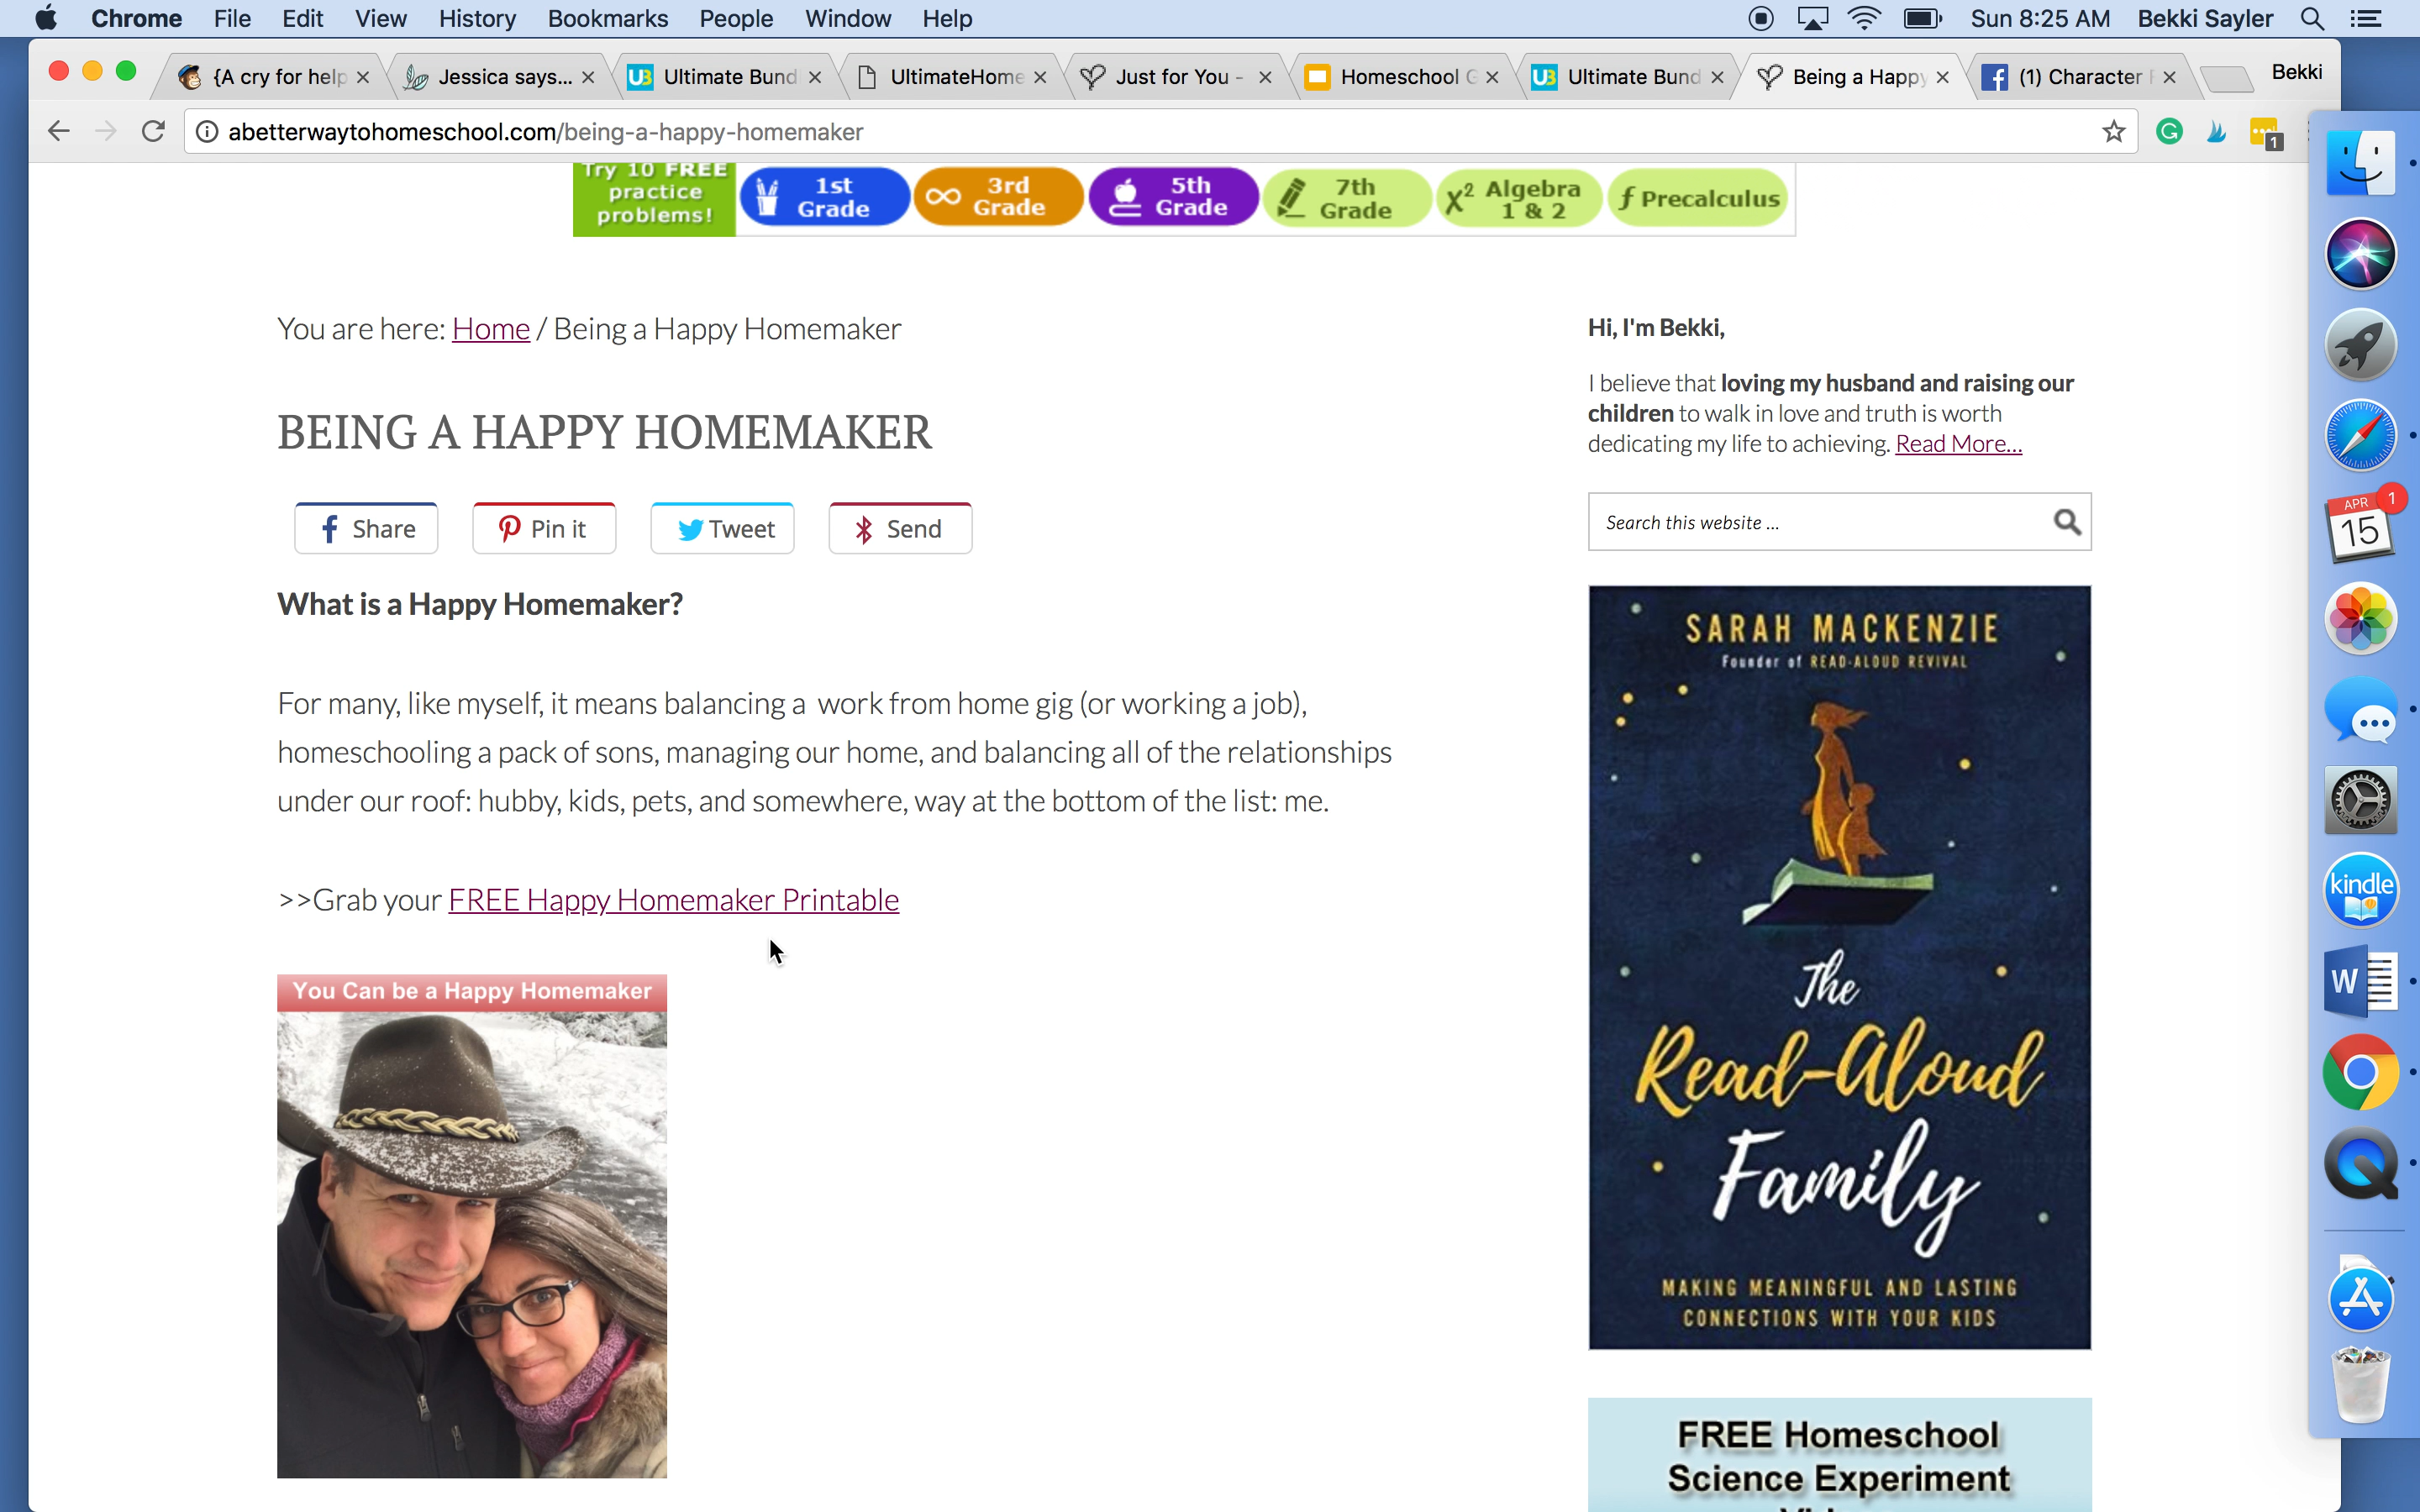 Chrome File Edit View History Bookmarks People Window Help
Sun 8:25 AM Bekki Sayler
{A cry for help
Jessica says...
UB Ultimate Bund
UltimateHome
Just for You -
Homeschool G
UB Ultimate Bund
Being a Happy
(1) Character
Bekki
abetterwaytohomeschool.com/being-a-happy-homemaker
1
Try 10 FREE
practice
problems!
1st
Grade
3rd
Grade
5th
Grade
7th
Grade
X² Algebra
1 & 2
ƒ Precalculus
You are here: Home / Being a Happy Homemaker
BEING A HAPPY HOMEMAKER
Share
Pin it
Tweet
Send
What is a Happy Homemaker?
For many, like myself, it means balancing a  work from home gig (or working a job),
homeschooling a pack of sons, managing our home, and balancing all of the relationships
under our roof: hubby, kids, pets, and somewhere, way at the bottom of the list: me.
>>Grab your FREE Happy Homemaker Printable
You Can be a Happy Homemaker
Hi, I'm Bekki,
I believe that loving my husband and raising our
children to walk in love and truth is worth
dedicating my life to achieving. Read More...
Search this website ...
SARAH MACKENZIE
Founder of READ-ALOUD REVIVAL
The
Read-Aloud
Family
MAKING MEANINGFUL AND LASTING
CONNECTIONS WITH YOUR KIDS
FREE Homeschool
Science Experiment
APR
1
15
kindle
W